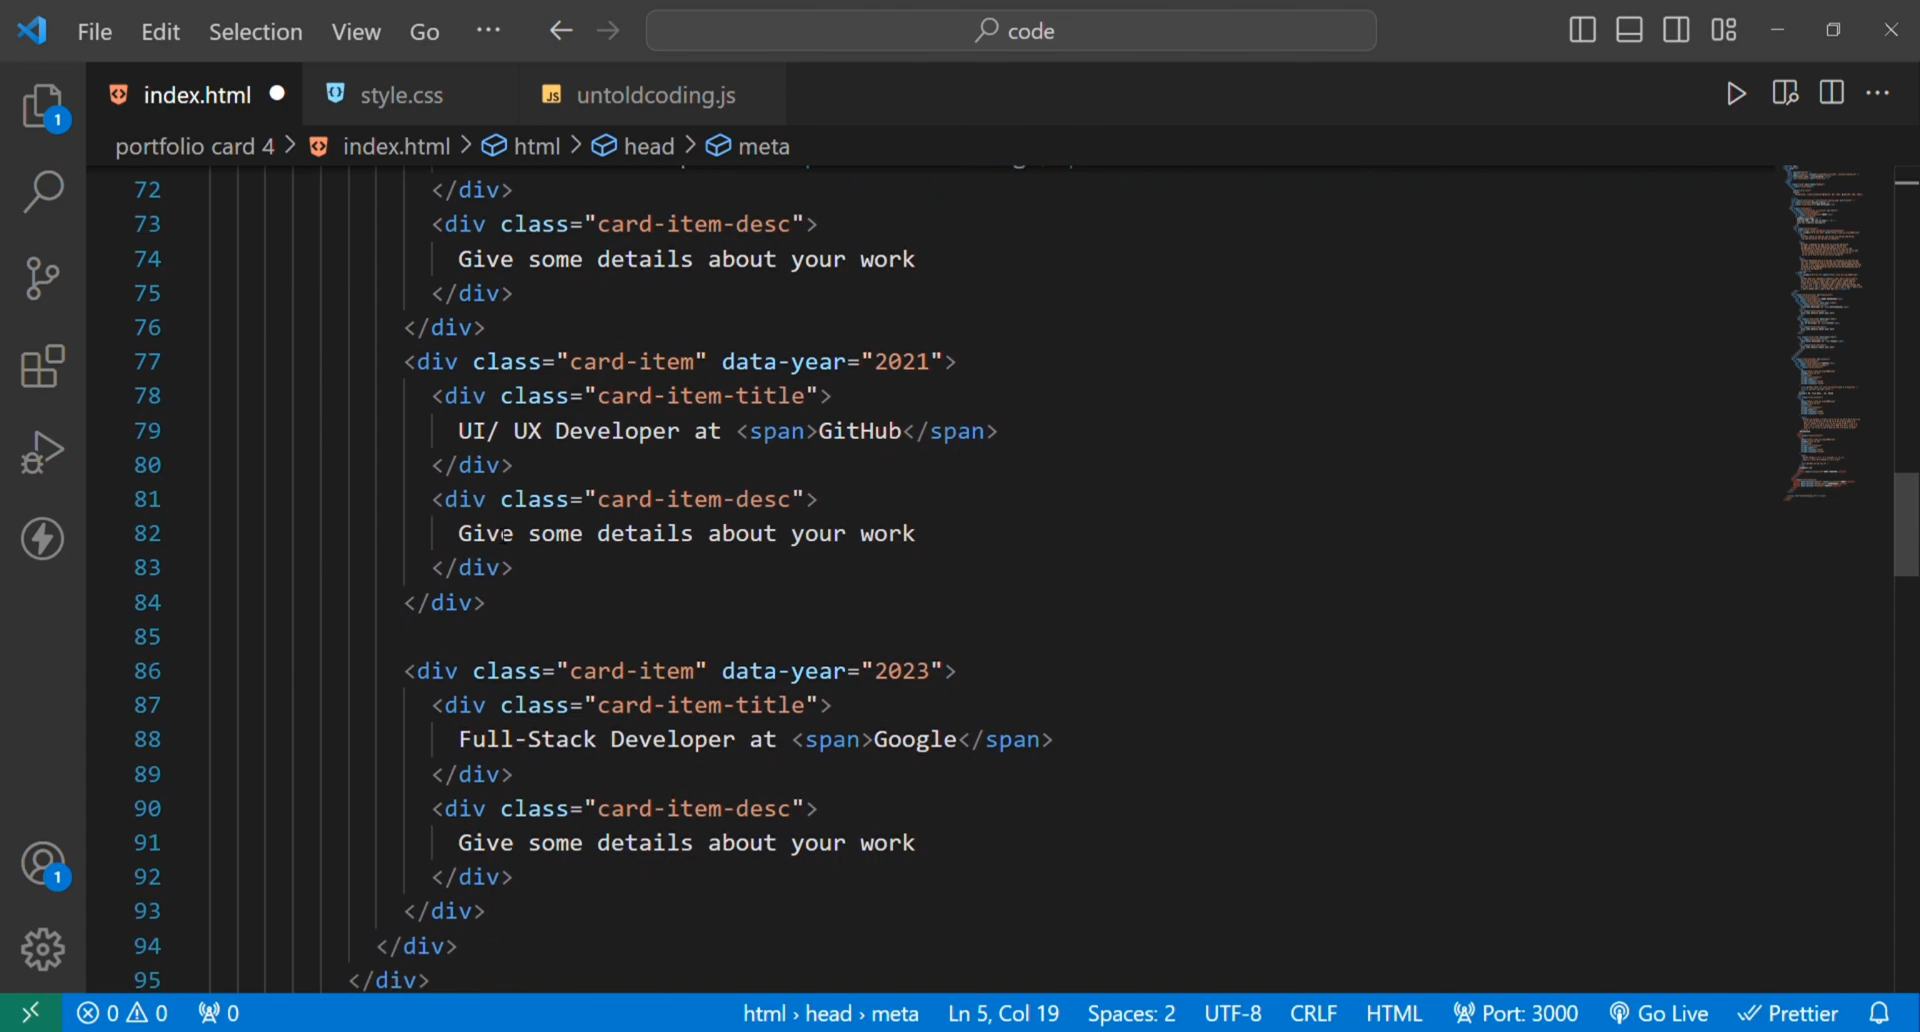 File Edit Selection View Go ··· code
index.html style.css JS untoldcoding.js
portfolio card 4 > index.html > html > head > meta
72 </div>
73 <div class="card-item-desc">
74 Give some details about your work
75 </div>
76 </div>
77 <div class="card-item" data-year="2021">
78 <div class="card-item-title">
79 UI/ UX Developer at <span>GitHub</span>
80 </div>
81 <div class="card-item-desc">
82 Give some details about your work
83 </div>
84 </div>
85
86 <div class="card-item" data-year="2023">
87 <div class="card-item-title">
88 Full-Stack Developer at <span>Google</span>
89 </div>
90 <div class="card-item-desc">
91 Give some details about your work
92 </div>
93 </div>
94 </div>
95 </div>
1
1
0 0 0 html › head › meta Ln 5, Col 19 Spaces: 2 UTF-8 CRLF HTML Port: 3000 Go Live Prettier